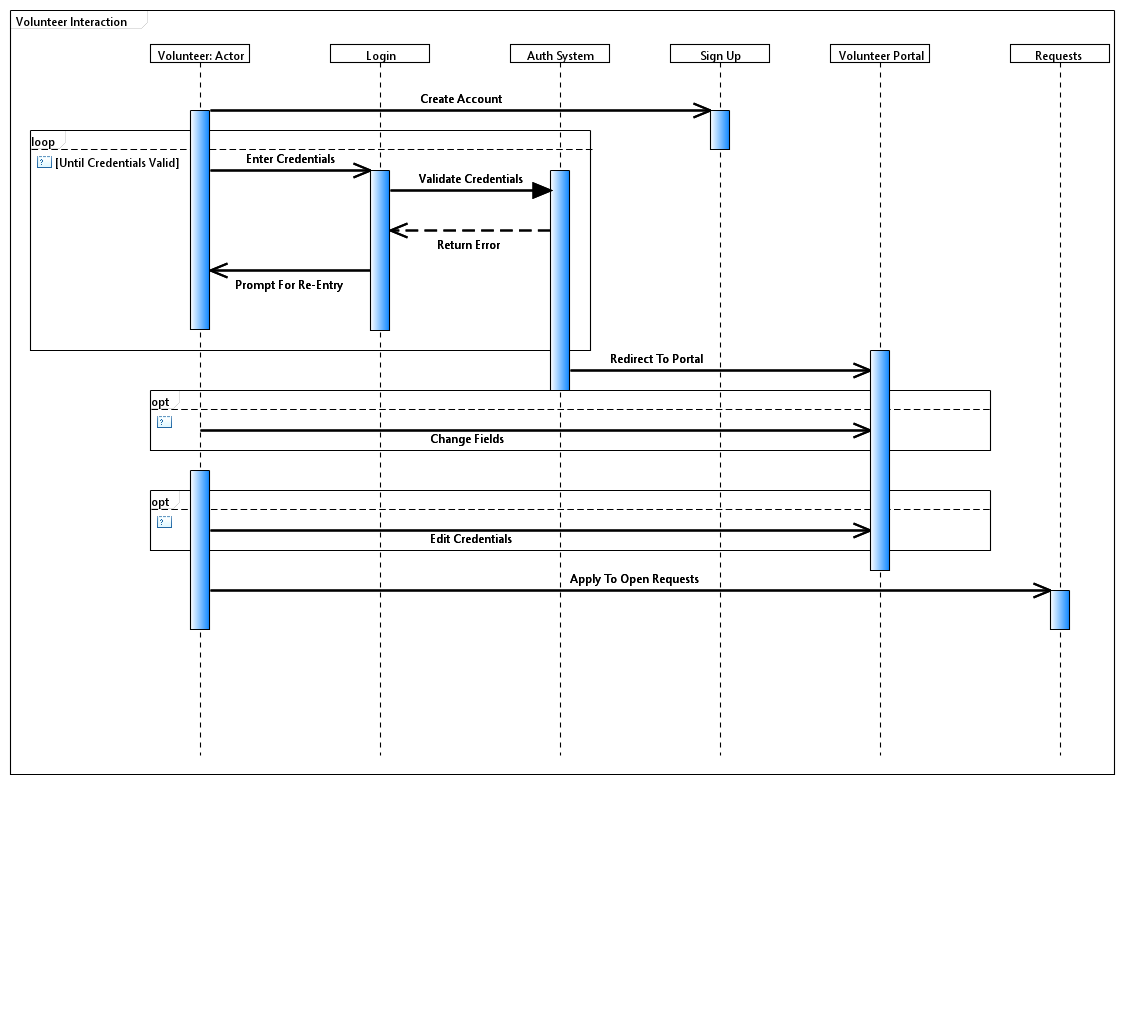 Volunteer Interaction
Volunteer: Actor
Login
Auth System
Sign Up
Volunteer Portal
Requests
Create Account
loop
? [Until Credentials Valid]
Enter Credentials
Validate Credentials
Return Error
Prompt For Re-Entry
Redirect To Portal
opt
?
Change Fields
opt
?
Edit Credentials
Apply To Open Requests